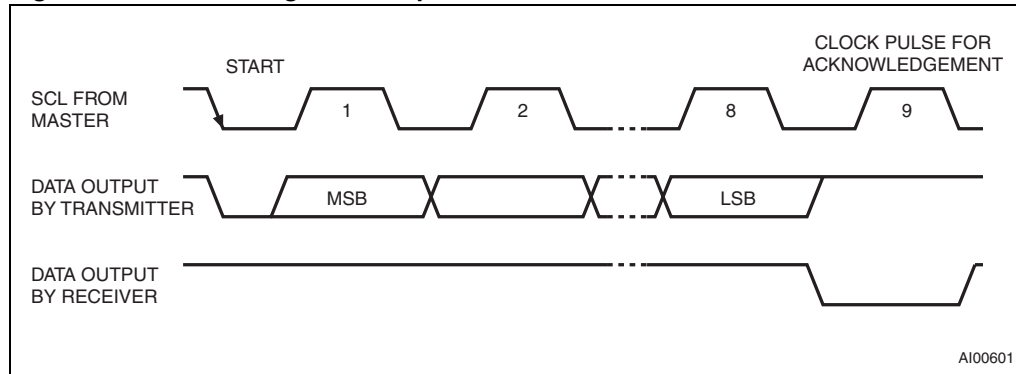 CLOCK PULSE FOR
ACKNOWLEDGEMENT
START
SCL FROM
MASTER
1
2
8
9
DATA OUTPUT
BY TRANSMITTER
MSB
LSB
DATA OUTPUT
BY RECEIVER
AI00601